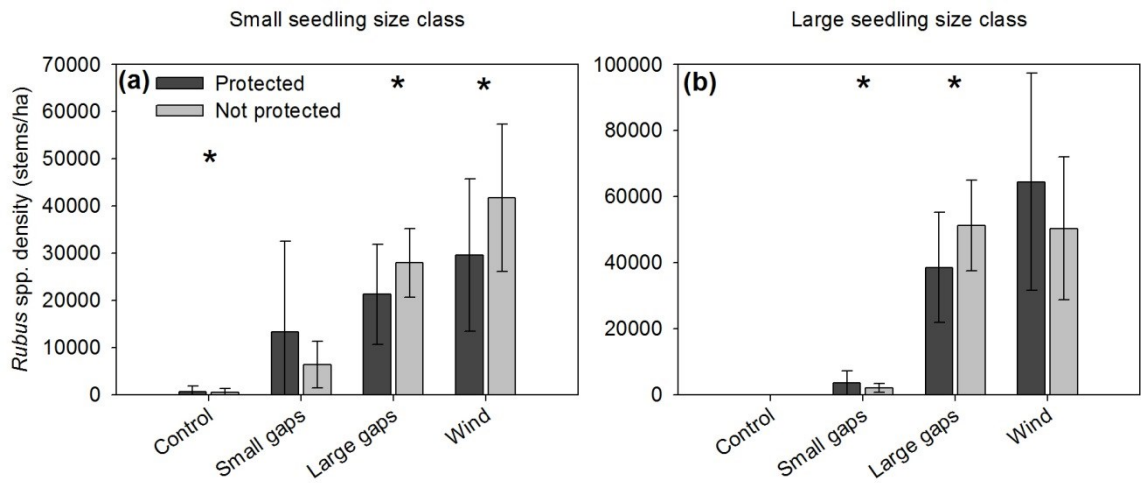 Small seedling size class
Large seedling size class
Rubus spp. density (stems/ha)
(a)
Protected
Not protected
*
*
*
70000
60000
50000
40000
30000
20000
10000
0
Control
Small gaps
Large gaps
Wind
(b)
*
*
100000
80000
60000
40000
20000
0
Control
Small gaps
Large gaps
Wind